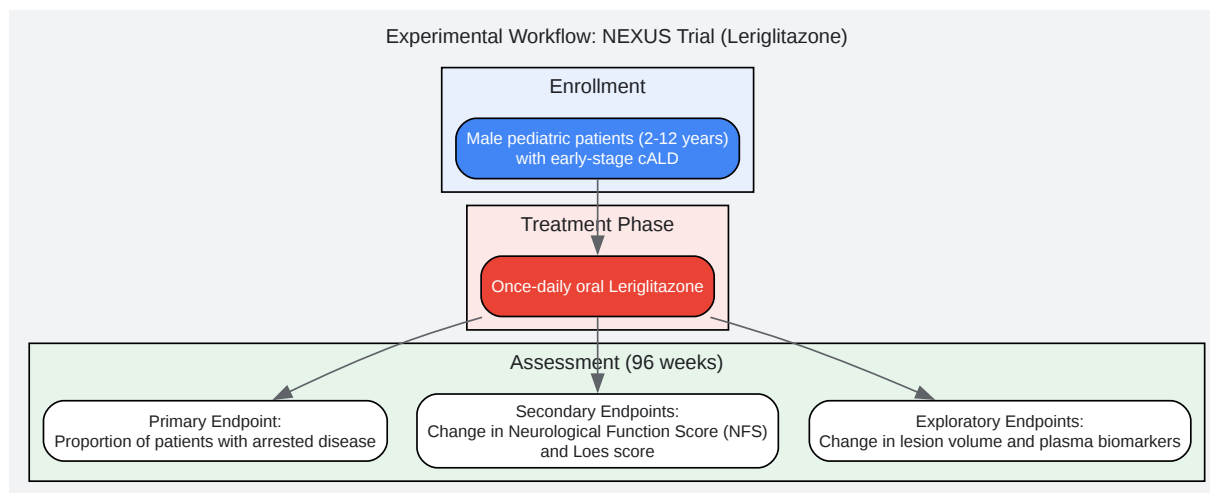 Experimental Workflow: NEXUS Trial (Leriglitazone)
Enrollment
Male pediatric patients (2-12 years)
with early-stage cALD
Treatment Phase
Once-daily oral Leriglitazone
Assessment (96 weeks)
Primary Endpoint:
Proportion of patients with arrested disease
Secondary Endpoints:
Change in Neurological Function Score (NFS)
and Loes score
Exploratory Endpoints:
Change in lesion volume and plasma biomarkers